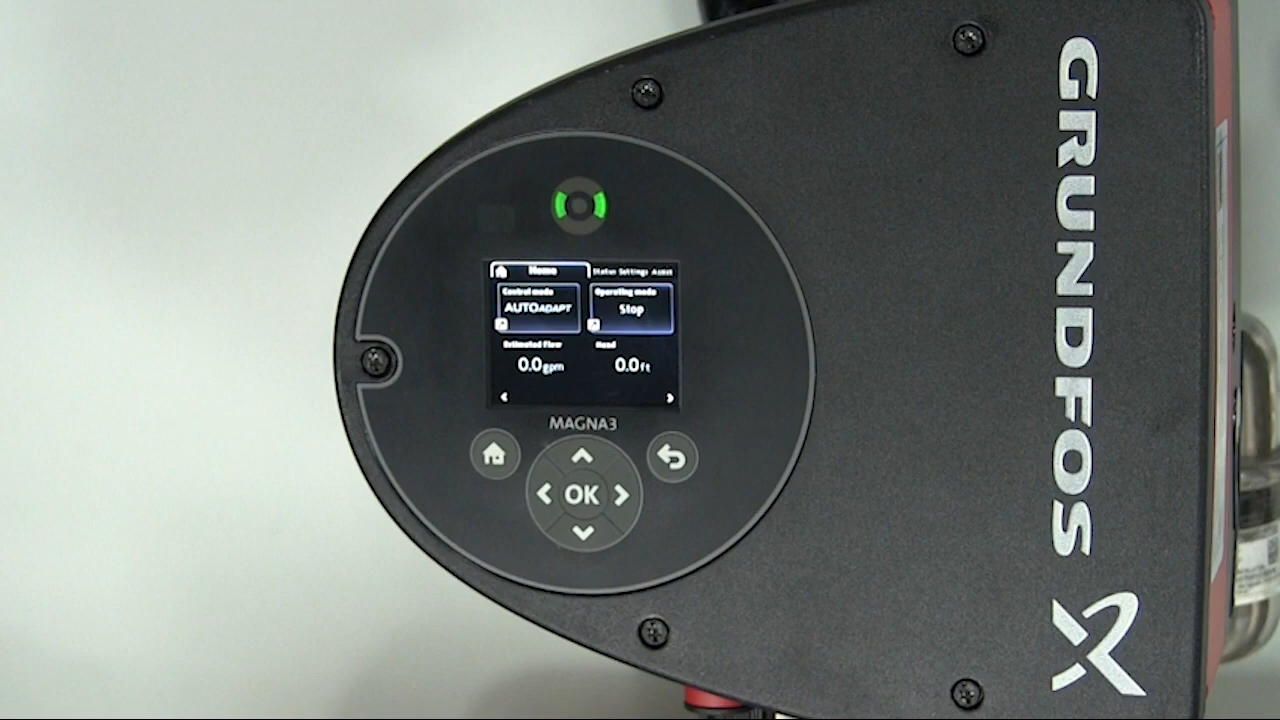 Home
Status Settings Assist
Control mode
AUTOADAPT
Operating mode
Stop
Estimated Flow
0.0gpm
Head
0.0ft
MAGNA3
OK
GRUNDFOS